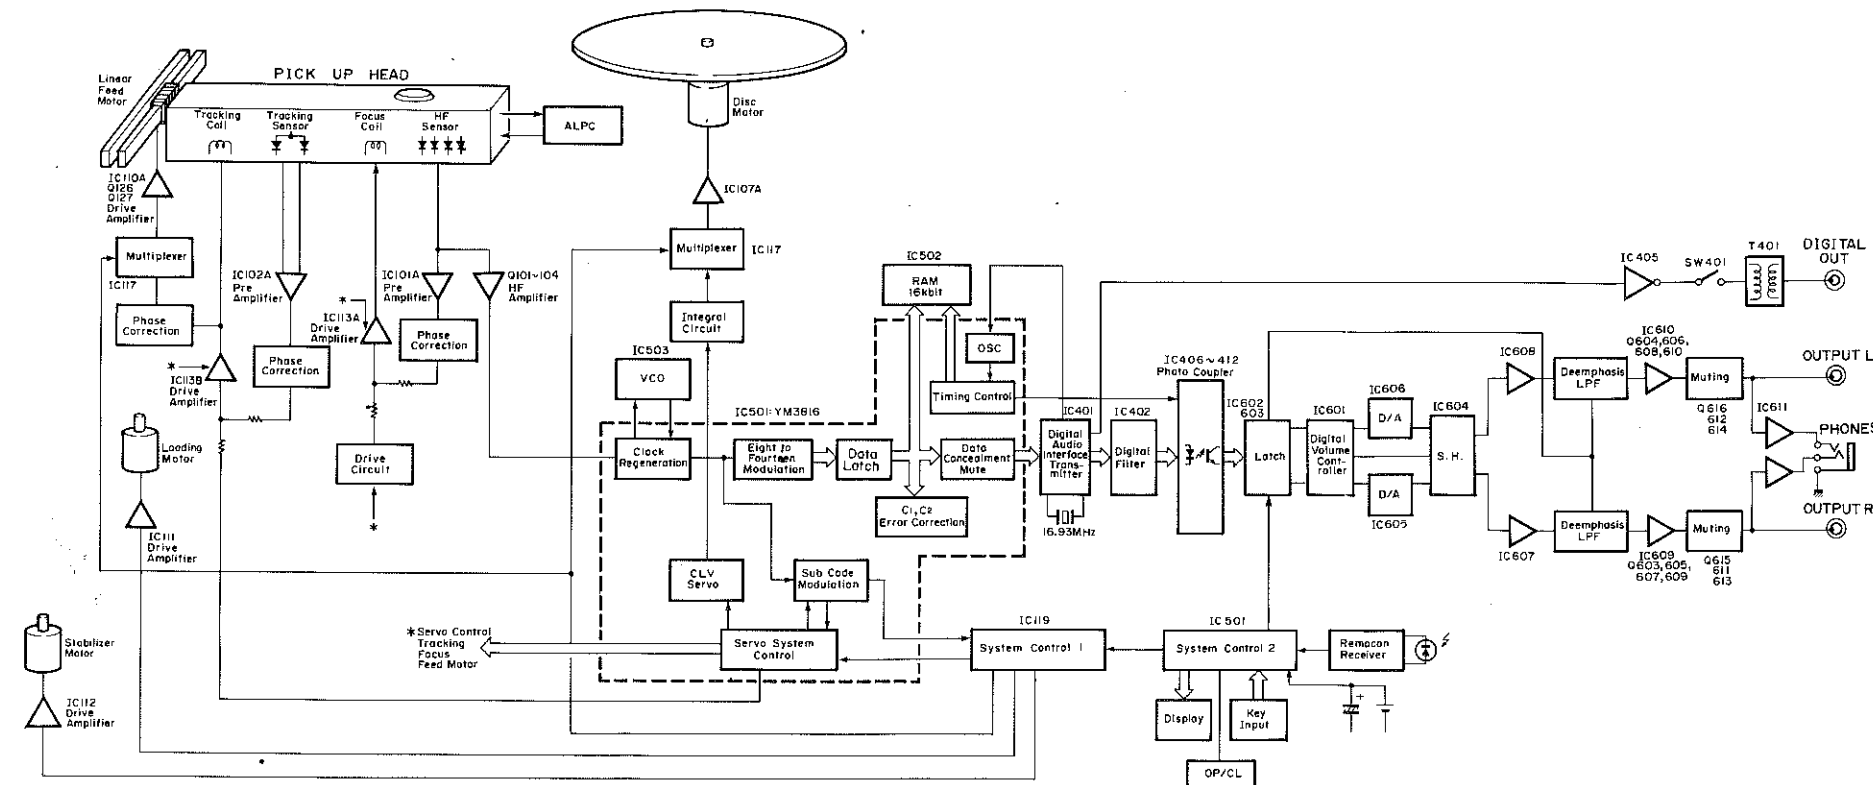 PICK UP HEAD
Linear
Feed
Motor
Tracking
Coil
Tracking
Sensor
Focus
Coil
HF
Sensor
ALPC
Disc
Motor
IC110A
Q126
Q127
Drive
Amplifier
Multiplexer
IC117
Phase
Correction
IC102A
Pre
Amplifier
*
IC113A
Drive
Amplifier
IC101A
Pre
Amplifier
Q101~104
HF
Amplifier
IC107A
Multiplexer
IC117
Integral
Circuit
Phase
Correction
Phase
Correction
*
IC113B
Drive
Amplifier
Loading
Motor
Drive
Circuit
*
IC111
Drive
Amplifier
Stabilizer
Motor
IC112
Drive
Amplifier
IC503
VCO
IC501:YM3816
Clock
Regeneration
Eight to
Fourteen
Modulation
Data
Latch
Data
Concealment
Mute
C1, C2
Error Correction
IC502
RAM
16kbit
OSC
Timing Control
CLV
Servo
Sub Code
Modulation
Servo System
Control
*Servo Control
Tracking
Focus
Feed Motor
IC119
System Control 1
IC501
System Control 2
Remacon
Receiver
Display
Key
Input
OP/CL
+
IC401
Digital
Audio
Interface
Trans-
mitter
16.93MHz
IC402
Digital
Filter
IC406~412
Photo Coupler
IC602
603
Latch
IC601
Digital
Volume
Cont-
roller
IC606
D/A
D/A
IC605
IC604
S.H.
IC608
Deemphasis
LPF
IC610
Q604,606,
608,610
Muting
Q616
612
614
IC607
Deemphasis
LPF
IC609
Q603,605,
607,609
Muting
Q615
611
613
IC611
IC405
SW401
T401
DIGITAL
OUT
OUTPUT L
PHONES
OUTPUT R